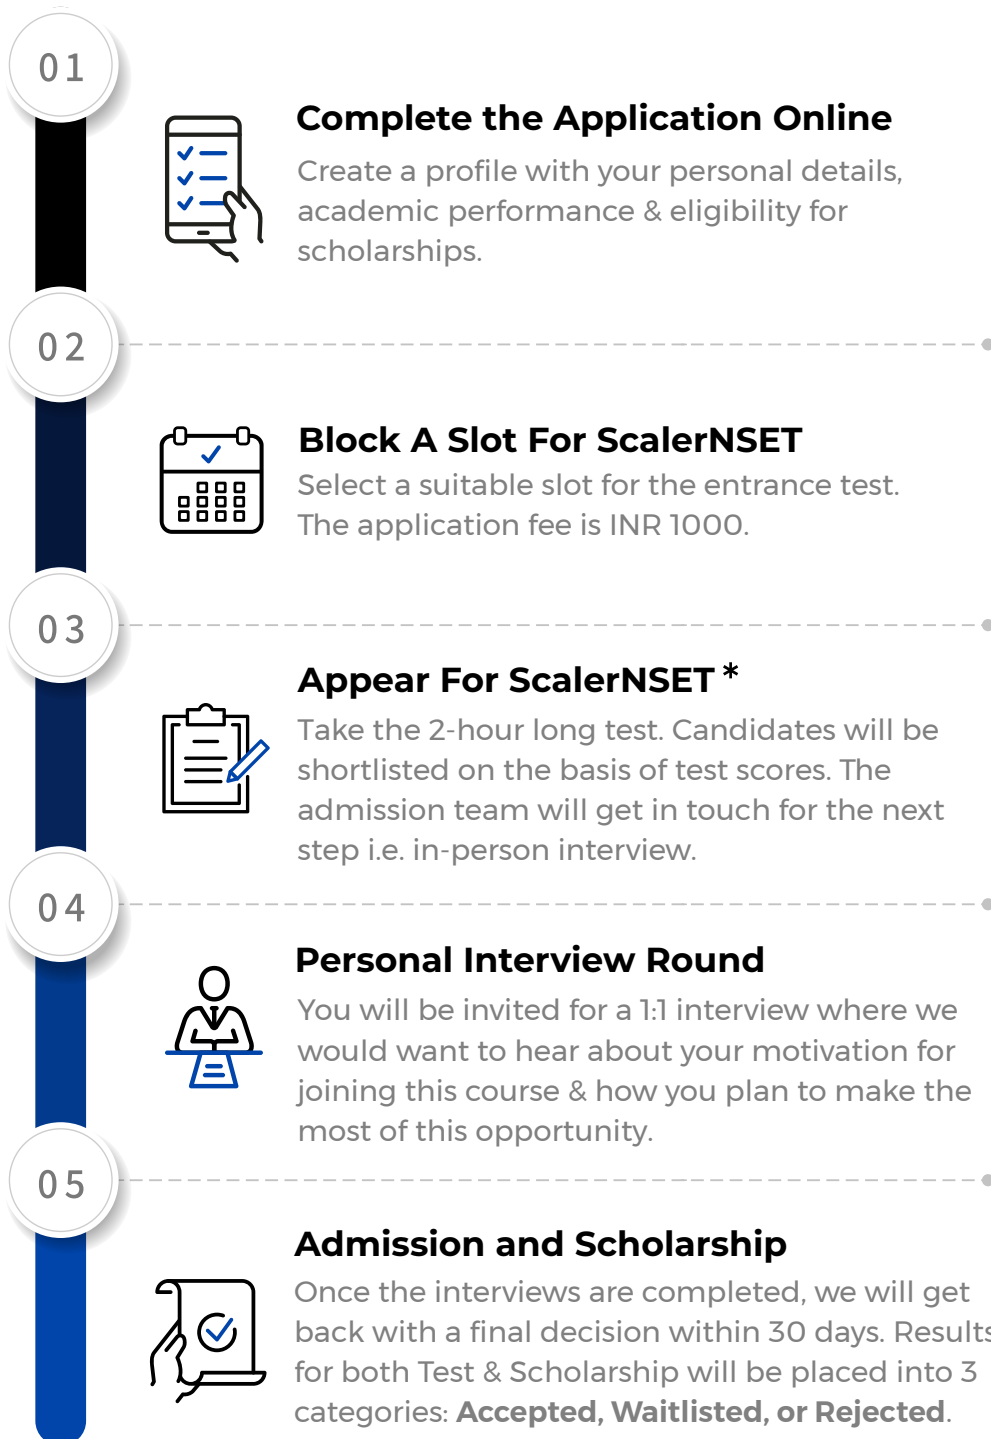 01
Complete the Application Online
Create a profile with your personal details,
academic performance & eligibility for
scholarships.
02
Block A Slot For ScalerNSET
Select a suitable slot for the entrance test.
The application fee is INR 1000.
03
Appear For ScalerNSET*
Take the 2-hour long test. Candidates will be
shortlisted on the basis of test scores. The
admission team will get in touch for the next
step i.e. in-person interview.
04
Personal Interview Round
You will be invited for a 1:1 interview where we
would want to hear about your motivation for
joining this course & how you plan to make the
most of this opportunity.
05
Admission and Scholarship
Once the interviews are completed, we will get
back with a final decision within 30 days. Results
for both Test & Scholarship will be placed into 3
categories: Accepted, Waitlisted, or Rejected.